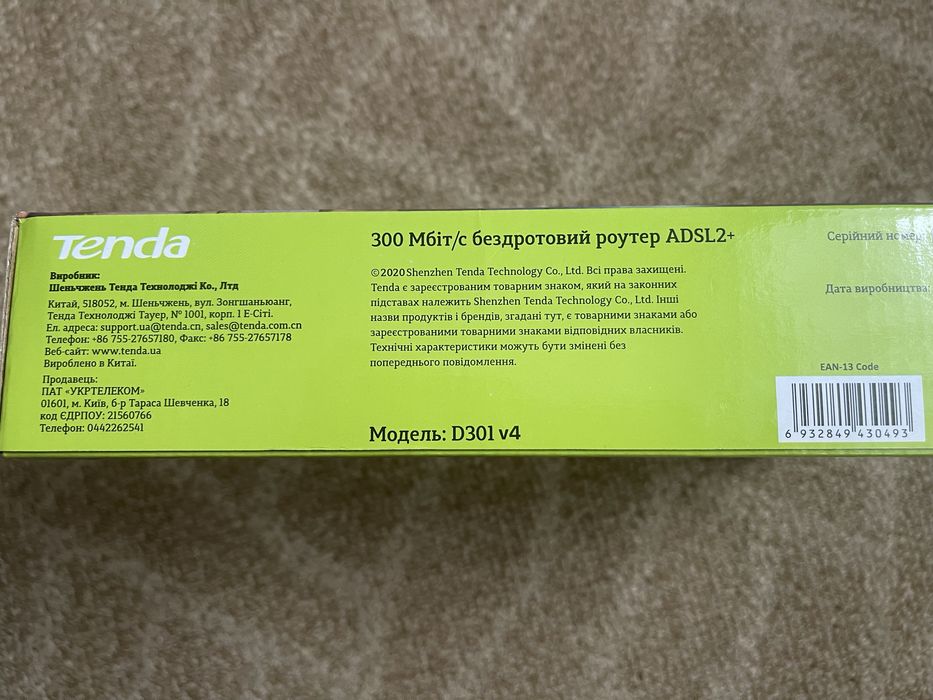 Tenda
Виробник:
Шеньчжень Тенда Технолоджі Ко., Лтд
Китай, 518052, м. Шеньчжень, вул. Зонгшаньюанг,
Тенда Технолоджі Тауер, № 1001, корп. 1 Е-Сіті.
Ел. адреса: support.ua@tenda.cn, sales@tenda.com.cn
Телефон: +86 755-27657180, Факс: +86 755-27657178
Веб-сайт: www.tenda.ua
Вироблено в Китаї.
Продавець:
ПАТ «УКРТЕЛЕКОМ»
01601, м. Київ, б-р Тараса Шевченка, 18
код ЄДРПОУ: 21560766
Телефон: 0442262541
300 Мбіт/с бездротовий роутер ADSL2+
©2020 Shenzhen Tenda Technology Co., Ltd. Всі права захищені.
Tenda є зареєстрованим товарним знаком, який на законних
підставах належить Shenzhen Tenda Technology Co., Ltd. Інші
назви продуктів і брендів, згадані тут, є товарними знаками або
зареєстрованими товарними знаками відповідних власників.
Технічні характеристики можуть бути змінені без
попереднього повідомлення.
Модель: D301 v4
Серійний номер:
Дата виробництва:
EAN-13 Code
6 932849 430493